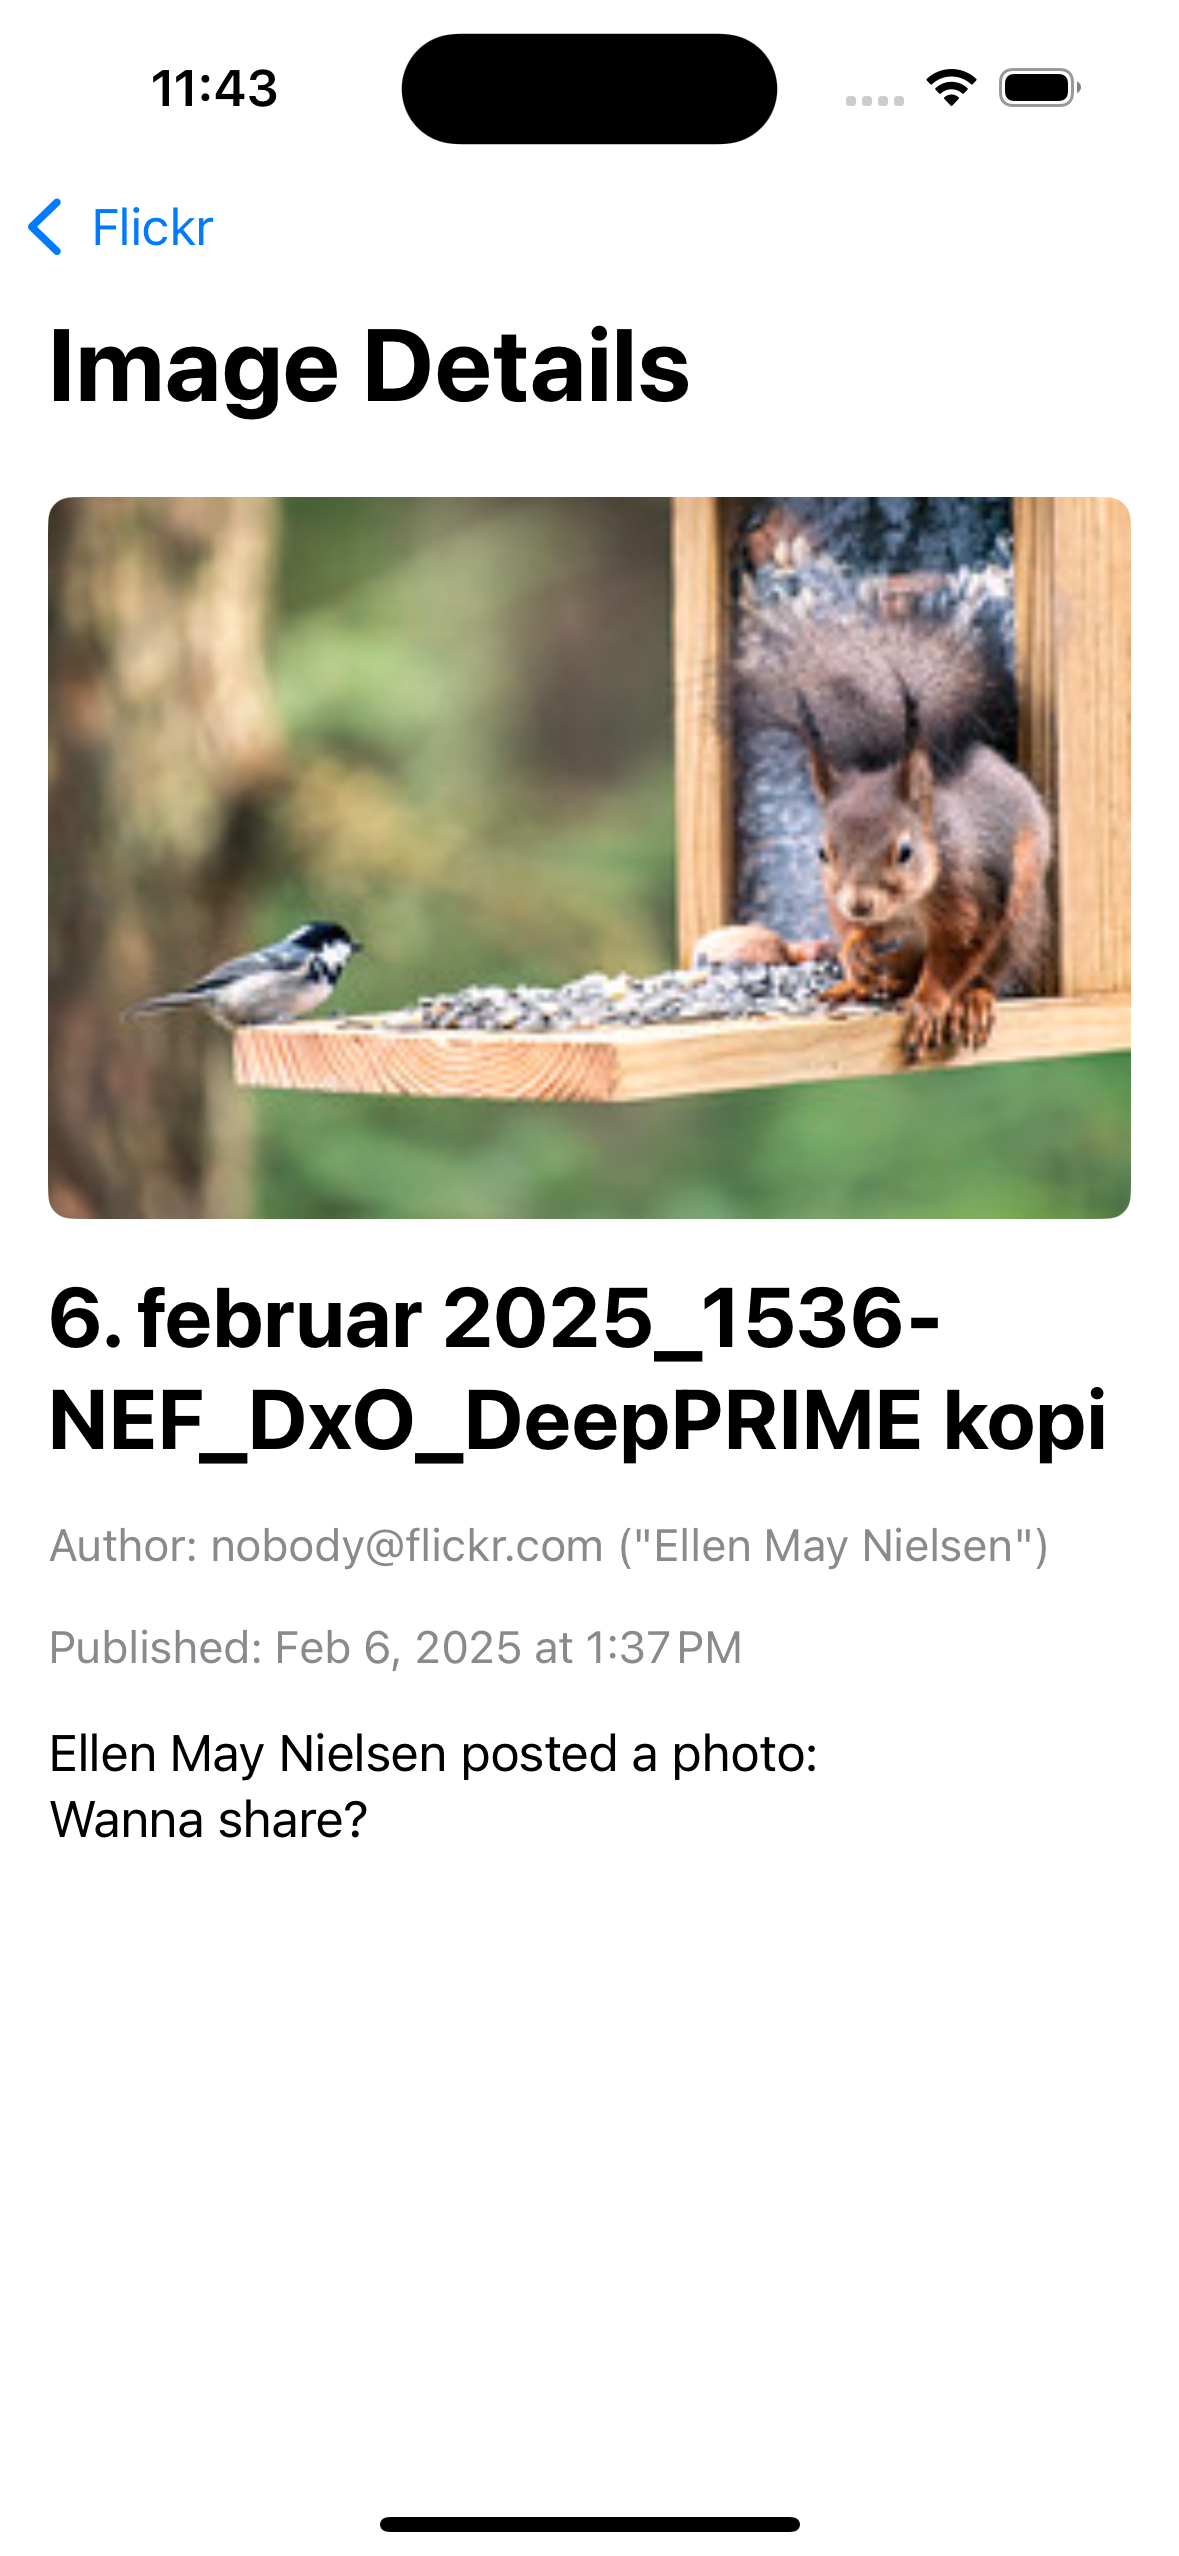 11:43
Flickr
Image Details
6. februar 2025_1536-
NEF_DxO_DeepPRIME kopi
Author: nobody@flickr.com ("Ellen May Nielsen")
Published: Feb 6, 2025 at 1:37 PM
Ellen May Nielsen posted a photo:
Wanna share?